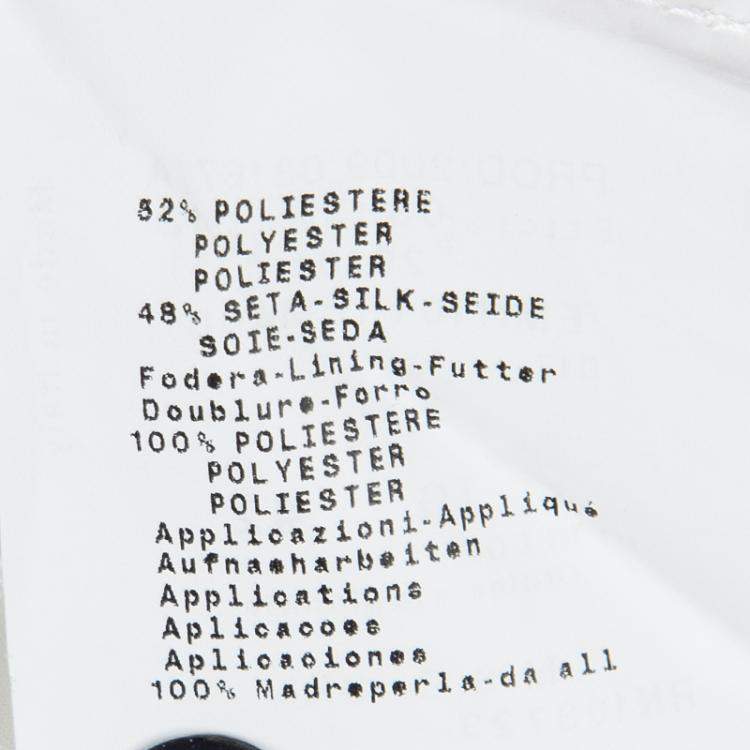 52% POLIESTERE
POLYESTER
POLIESTER
48% SETA-SILK-SEIDE
SOIE-SEDA
Fodera-Lining-Futter
Doublure-Forro
100% POLIESTERE
POLYESTER
POLIESTER
Applicazioni-Appliqué
Aufnaeharbeiten
Applications
Aplicacoes
Aplicaciones
100% Madreperla-da all